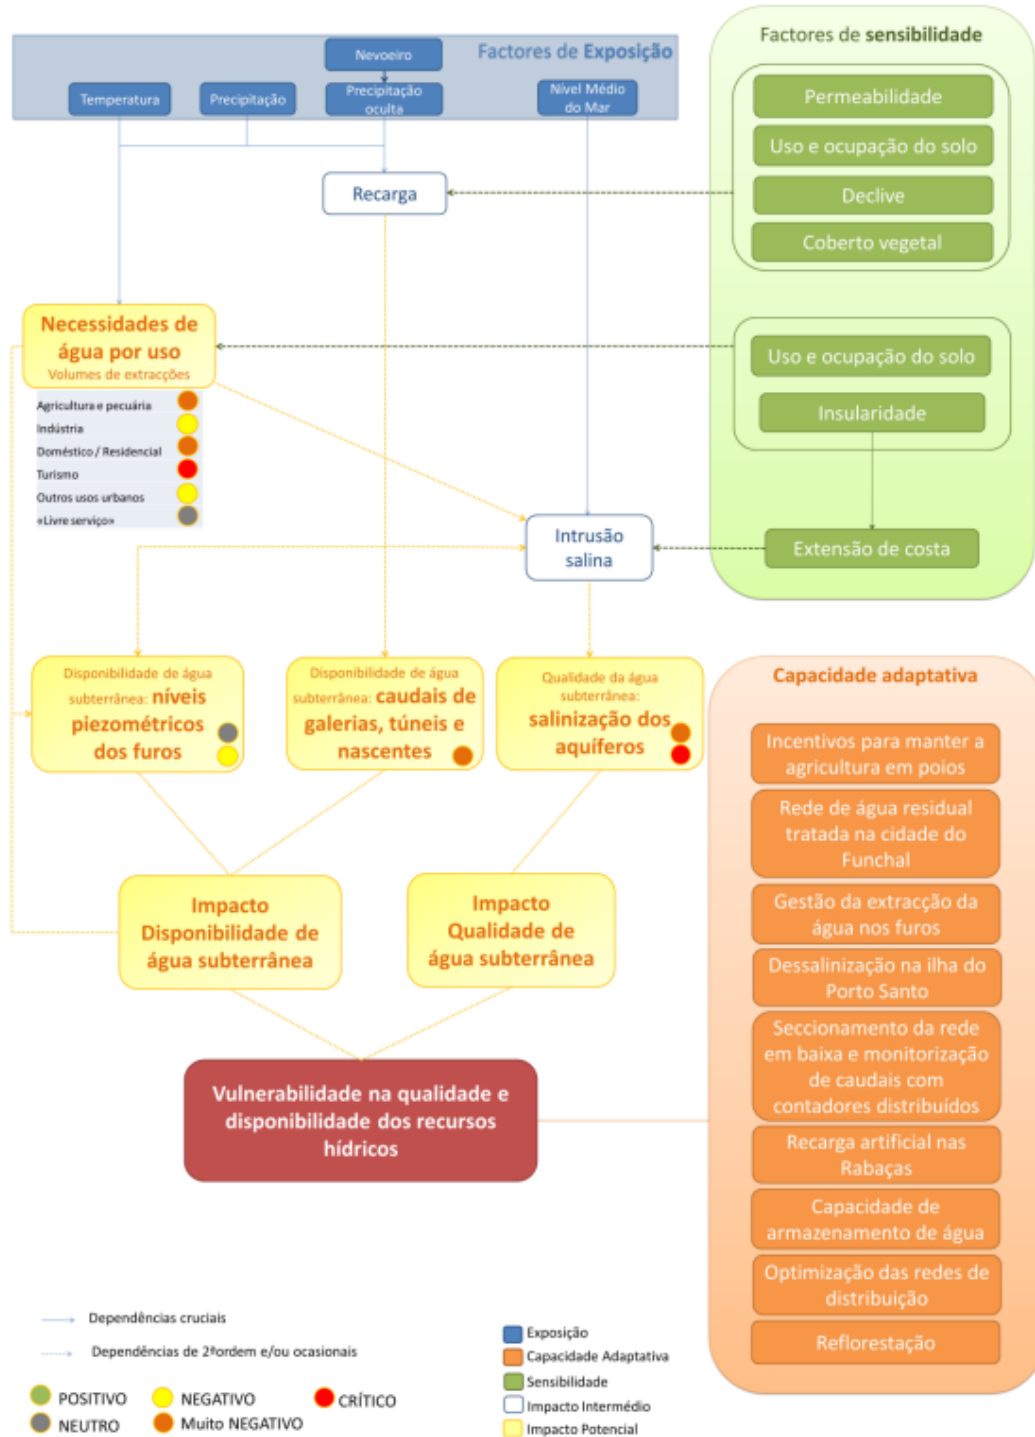 Factores de Exposição
Nevoeiro
Temperatura
Precipitação
Precipitação
oculta
Nível Médio
do Mar
Recarga
Factores de sensibilidade
Permeabilidade
Uso e ocupação do solo
Declive
Coberto vegetal
Uso e ocupação do solo
Insularidade
Extensão de costa
Necessidades de
água por uso
Volumes de extracções
Agricultura e pecuária
Indústria
Doméstico / Residencial
Turismo
Outros usos urbanos
«Livre serviço»
Intrusão
salina
Disponibilidade de água
subterrânea: níveis
piezométricos
dos furos
Disponibilidade de água
subterrânea: caudais de
galerias, túneis e
nascentes
Qualidade da água
subterrânea:
salinização dos
aquíferos
Impacto
Disponibilidade de
água subterrânea
Impacto
Qualidade de
água subterrânea
Vulnerabilidade na qualidade e
disponibilidade dos recursos
hídricos
Capacidade adaptativa
Incentivos para manter a
agricultura em poios
Rede de água residual
tratada na cidade do
Funchal
Gestão da extracção da
água nos furos
Dessalinização na ilha do
Porto Santo
Seccionamento da rede
em baixa e monitorização
de caudais com
contadores distribuídos
Recarga artificial nas
Rabaças
Capacidade de
armazenamento de água
Optimização das redes de
distribuição
Reflorestação
Dependências cruciais
Dependências de 2ªordem e/ou ocasionais
POSITIVO
NEGATIVO
CRÍTICO
NEUTRO
Muito NEGATIVO
Exposição
Capacidade Adaptativa
Sensibilidade
Impacto Intermédio
Impacto Potencial